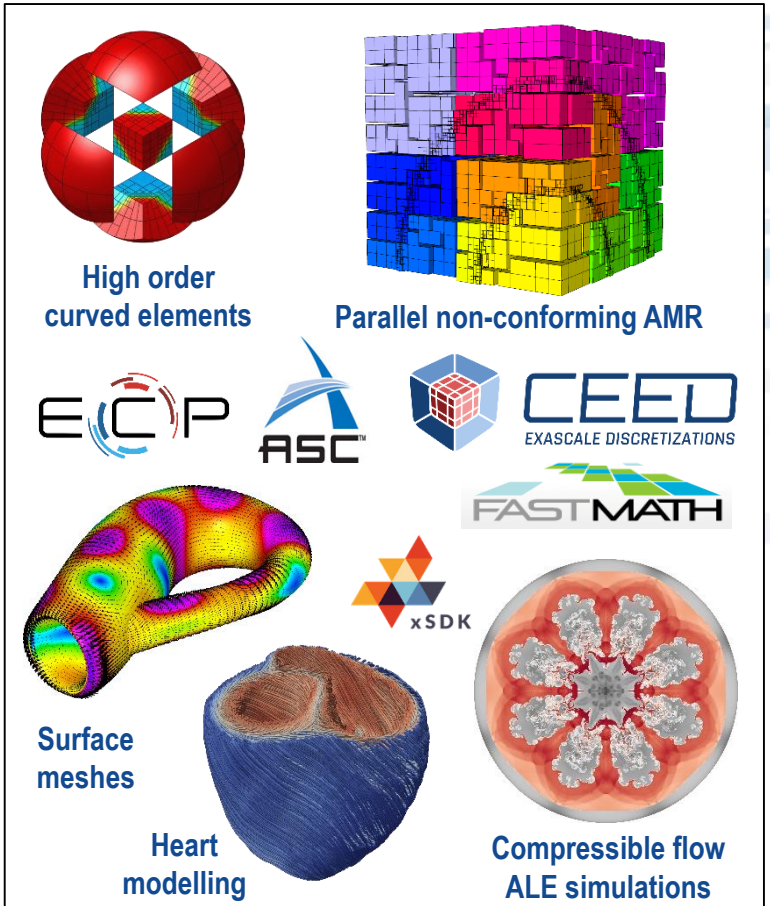 High order
curved elements
Parallel non-conforming AMR
ECP
ASC™
CEED
EXASCALE DISCRETIZATIONS
FASTMATH
xSDK
Surface
meshes
Heart
modelling
Compressible flow
ALE simulations